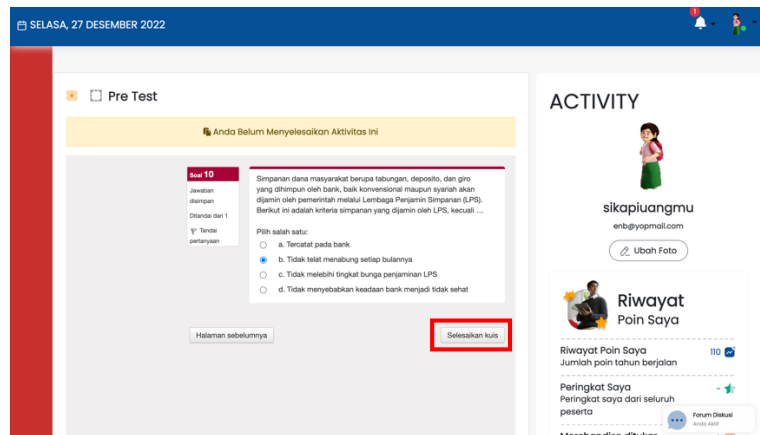 SELASA, 27 DESEMBER 2022
1
Pre Test
Anda Belum Menyelesaikan Aktivitas Ini
Soal 10
Jawaban
disimpan
Ditandai dari 1
Tandai
pertanyaan
Simpanan dana masyarakat berupa tabungan, deposito, dan giro
yang dihimpun oleh bank, baik konvensional maupun syariah akan
dijamin oleh pemerintah melalui Lembaga Penjamin Simpanan (LPS).
Berikut ini adalah kriteria simpanan yang dijamin oleh LPS, kecuali ....
Pilih salah satu:
a. Tercatat pada bank
b. Tidak telat menabung setiap bulannya
c. Tidak melebihi tingkat bunga penjaminan LPS
d. Tidak menyebabkan keadaan bank menjadi tidak sehat
Halaman sebelumnya
Selesaikan kuis
ACTIVITY
sikapiuangmu
enb@yopmail.com
Ubah Foto
Riwayat
Poin Saya
Riwayat Poin Saya
110
Jumlah poin tahun berjalan
Peringkat Saya
-
Peringkat saya dari seluruh
peserta
Forum Diskusi
Anda Aktif